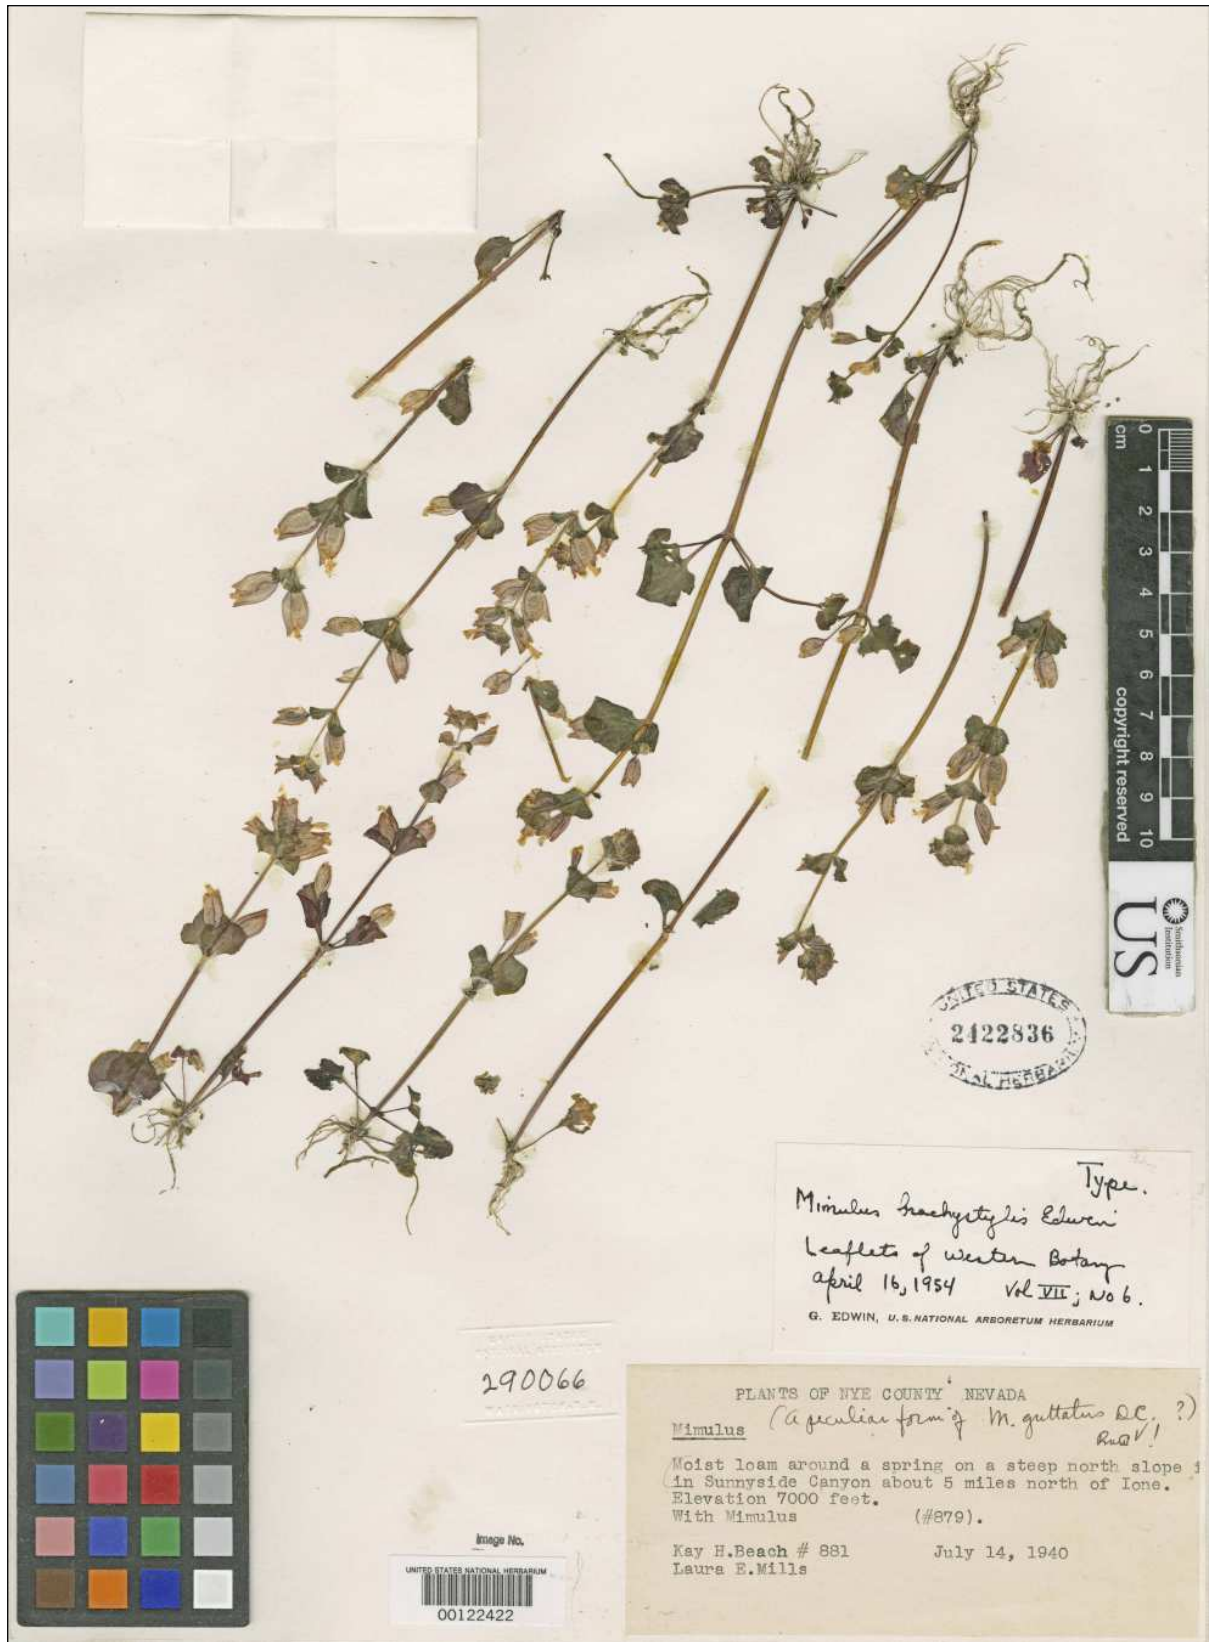 0 1 2 3 4 5 6 7 8 9 10
cm
copyright reserved
US
Smithsonian
Institution
UNITED STATES
2422836
NATIONAL HERBARIUM
Type.
Mimulus brachystylis Edwin
Leaflets of Western Botany
April 16, 1954 Vol VII; No 6.
G. EDWIN, U.S. NATIONAL ARBORETUM HERBARIUM
290066
PLANTS OF NYE COUNTY NEVADA
Mimulus (A peculiar form of M. guttatus DC. ?)
Moist loam around a spring on a steep north slope
in Sunnyside Canyon about 5 miles north of Ione.
Elevation 7000 feet.
With Mimulus (#879).
Kay H.Beach # 881 July 14, 1940
Laura E.Mills
Image No.
UNITED STATES NATIONAL HERBARIUM
00122422